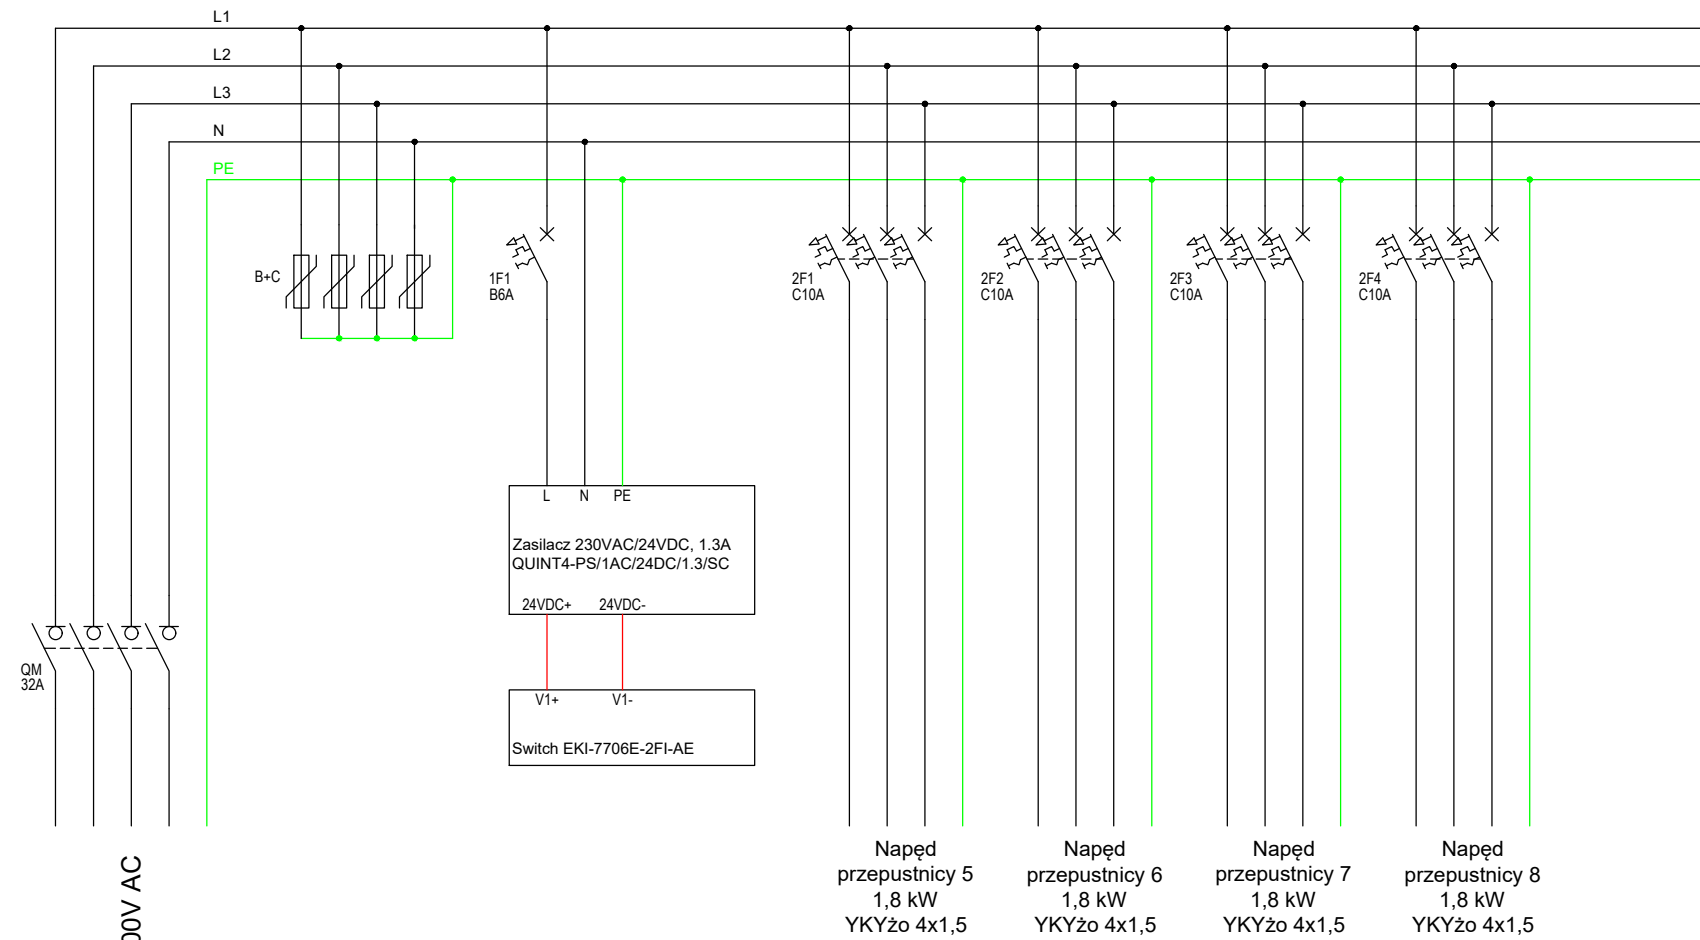 L1
L2
L3
N
PE
B+C
1F1
B6A
2F1
C10A
2F2
C10A
2F3
C10A
2F4
C10A
L N PE
Zasilacz 230VAC/24VDC, 1.3A
QUINT4-PS/1AC/24DC/1.3/SC
24VDC+ 24VDC-
QM
32A
V1+ V1-
Switch EKI-7706E-2FI-AE
00V AC
Napęd
przepustnicy 5
1,8 kW
YKYżo 4x1,5
Napęd
przepustnicy 6
1,8 kW
YKYżo 4x1,5
Napęd
przepustnicy 7
1,8 kW
YKYżo 4x1,5
Napęd
przepustnicy 8
1,8 kW
YKYżo 4x1,5